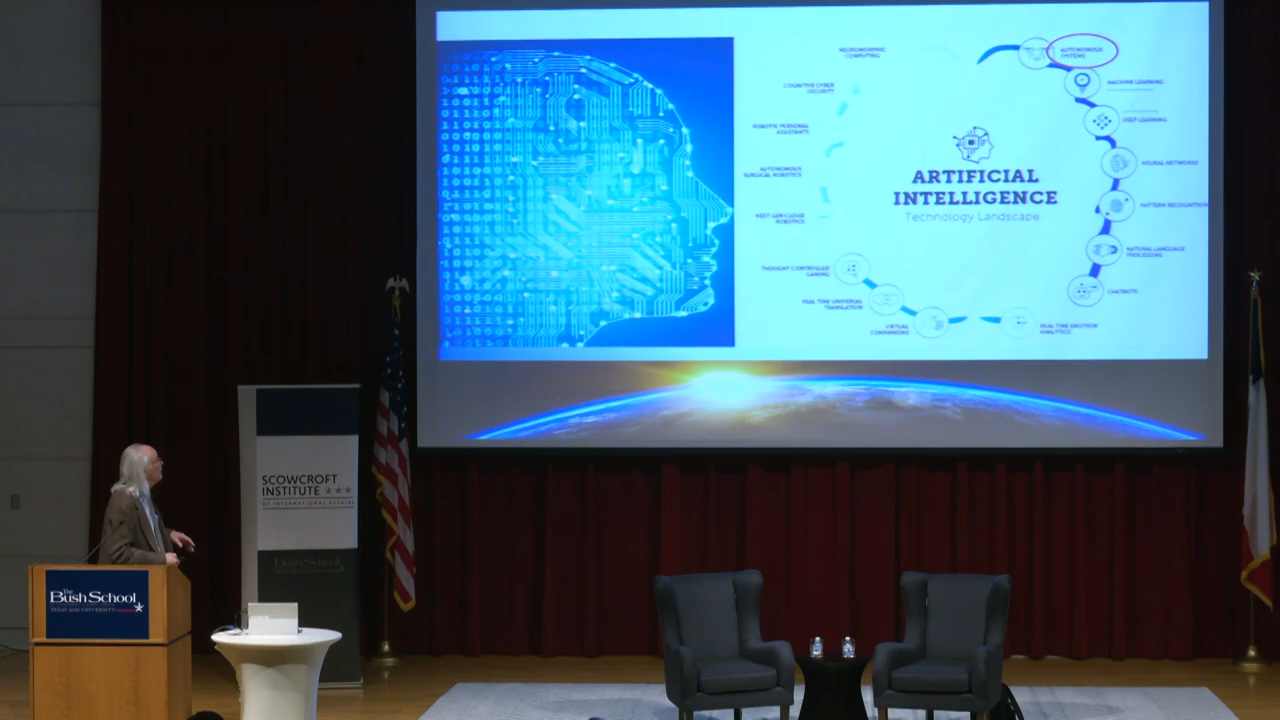 NEUROMORPHIC
COMPUTING
AUTONOMOUS
SYSTEMS
COGNITIVE CYBER
SECURITY
MACHINE LEARNING
ROBOTIC PERSONAL
ASSISTANTS
DEEP LEARNING
AUTONOMOUS
SURGICAL ROBOTICS
NEURAL NETWORKS
ARTIFICIAL
INTELLIGENCE
Technology Landscape
NEXT GEN CLOUD
ROBOTICS
PATTERN RECOGNITION
NATURAL LANGUAGE
PROCESSING
THOUGHT CONTROLLED
GAMING
CHATBOTS
REAL TIME UNIVERSAL
TRANSLATION
VIRTUAL
COMPANIONS
REAL TIME EMOTION
ANALYTICS
SCOWCROFT
INSTITUTE
OF INTERNATIONAL AFFAIRS
The Bush School
TEXAS A&M UNIVERSITY